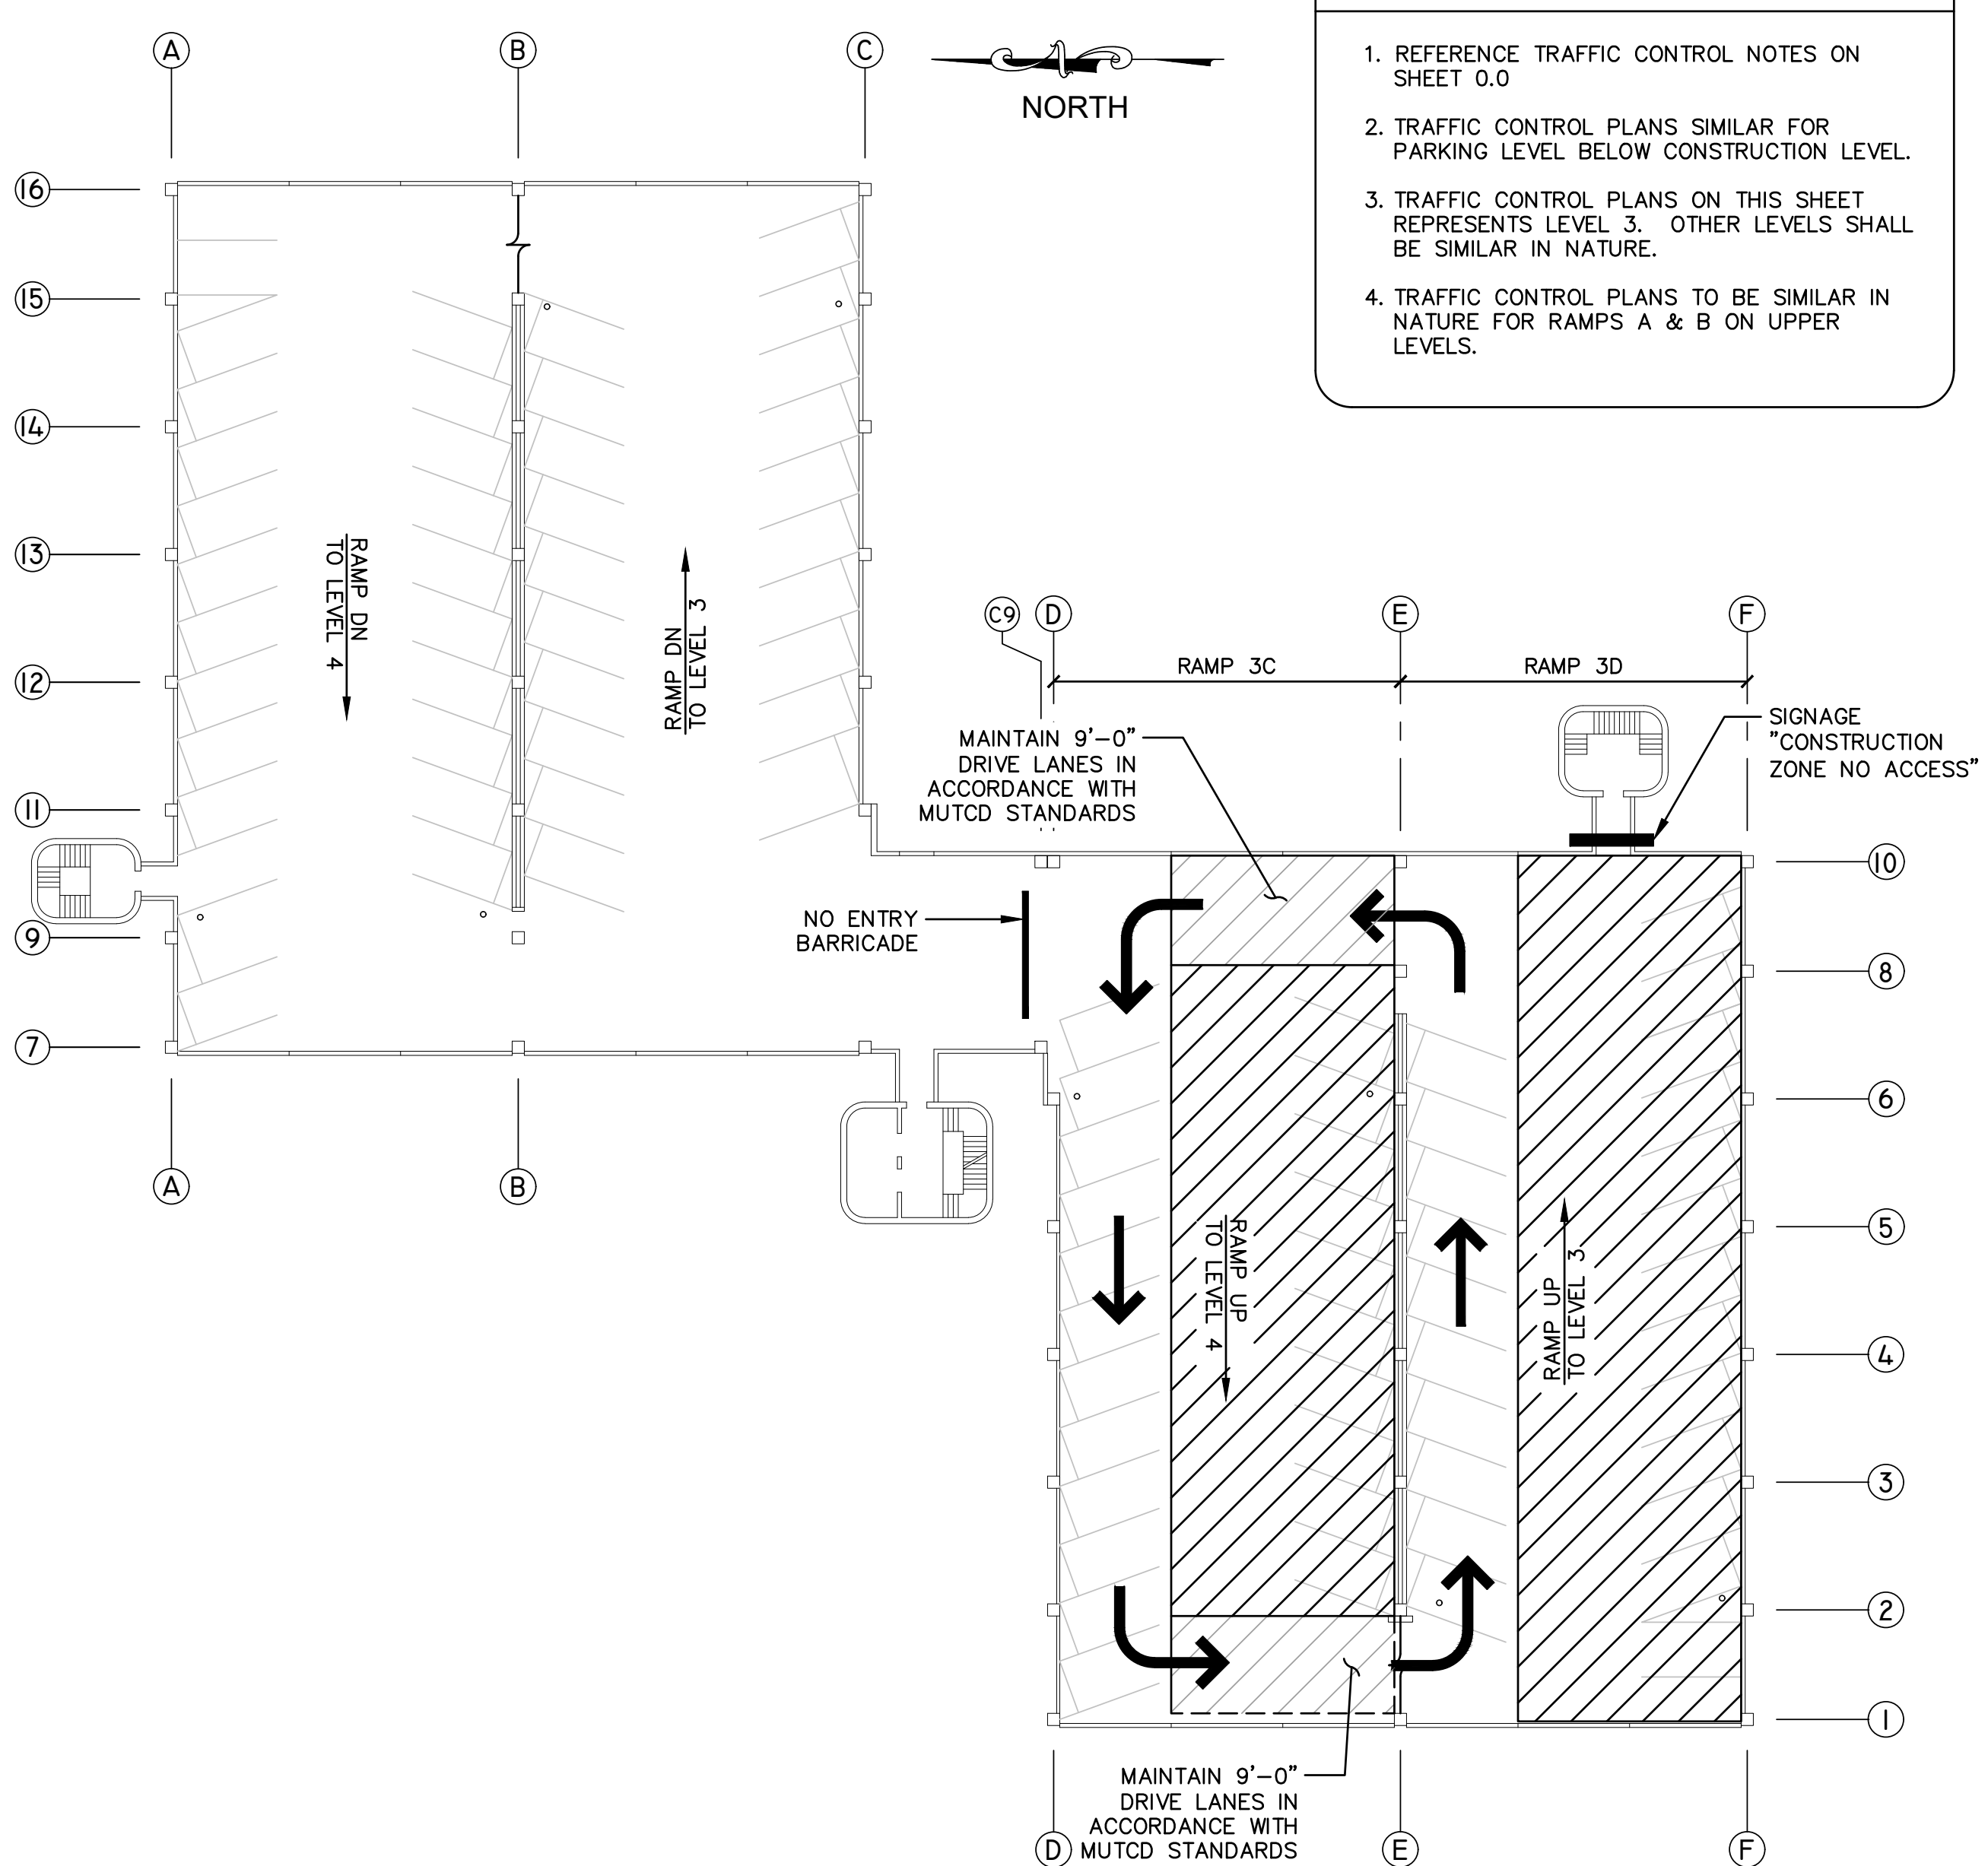 A
B
C
NORTH
1. REFERENCE TRAFFIC CONTROL NOTES ON
SHEET 0.0
2. TRAFFIC CONTROL PLANS SIMILAR FOR
PARKING LEVEL BELOW CONSTRUCTION LEVEL.
3. TRAFFIC CONTROL PLANS ON THIS SHEET
REPRESENTS LEVEL 3. OTHER LEVELS SHALL
BE SIMILAR IN NATURE.
4. TRAFFIC CONTROL PLANS TO BE SIMILAR IN
NATURE FOR RAMPS A & B ON UPPER
LEVELS.
16
15
14
13
12
11
9
7
RAMP DN
TO LEVEL 4
RAMP DN
TO LEVEL 3
C9
D
E
F
RAMP 3C
RAMP 3D
MAINTAIN 9'-0"
DRIVE LANES IN
ACCORDANCE WITH
MUTCD STANDARDS
SIGNAGE
"CONSTRUCTION
ZONE NO ACCESS"
NO ENTRY
BARRICADE
10
8
6
5
4
3
2
1
A
B
RAMP UP
TO LEVEL 4
RAMP UP
TO LEVEL 3
MAINTAIN 9'-0"
DRIVE LANES IN
ACCORDANCE WITH
MUTCD STANDARDS
D
E
F